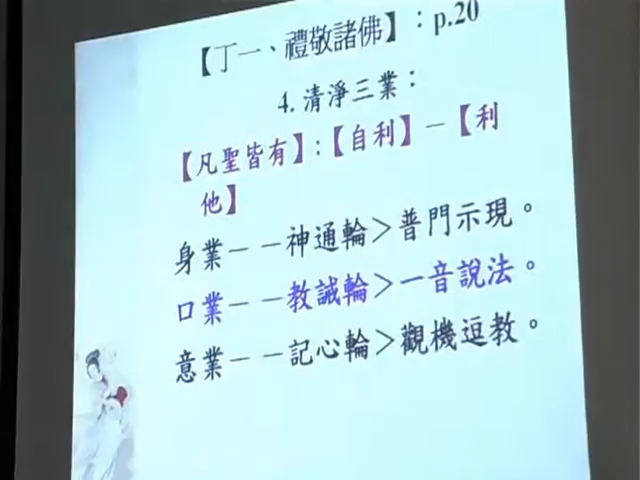 【丁一、禮敬諸佛】：p.20
4. 清淨三業：
【凡聖皆有】:【自利】－【利
他】
身業－－神通輪＞普門示現。
口業－－教誡輪＞一音說法。
意業－－記心輪＞觀機逗教。